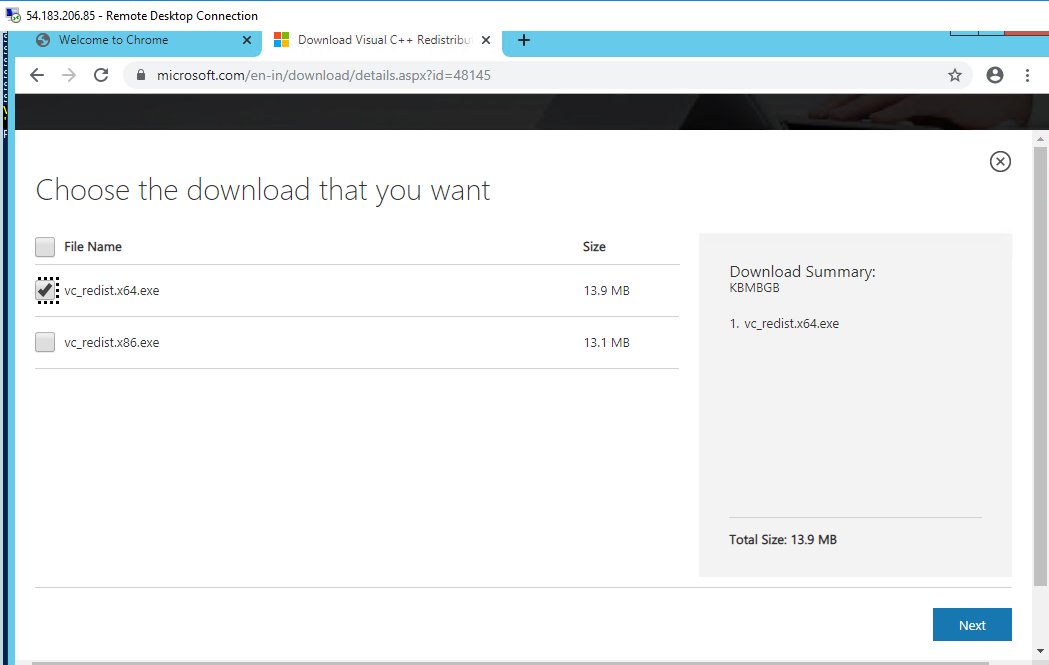 54.183.206.85 - Remote Desktop Connection
Welcome to Chrome
Download Visual C++ Redistribu
microsoft.com/en-in/download/details.aspx?id=48145
Choose the download that you want
File Name Size
vc_redist.x64.exe 13.9 MB
vc_redist.x86.exe 13.1 MB
Download Summary:
KBMBGB
1. vc_redist.x64.exe
Total Size: 13.9 MB
Next